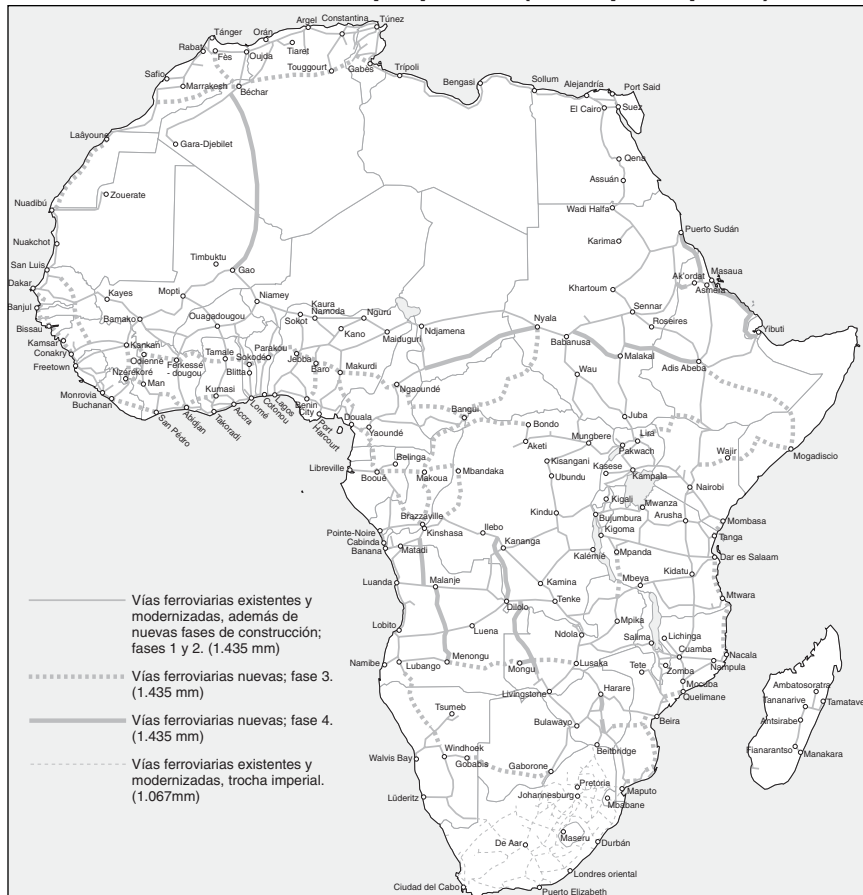 Tánger
Orán
Argel
Constantina
Túnez
Rabat
Fès
Oujda
Tiaret
Touggourt
Gabès
Trípoli
Safio
Marrakesh
Béchar
Bengasi
Sollum
Alejandría
Port Said
El Cairo
Suez
Laâyoune
Gara-Djebilet
Qena
Assuán
Zouerate
Nuadibú
Wadi Halfa
Karima
Puerto Sudán
Nuakchot
San Luis
Timbuktu
Gao
Khartoum
Ak'ordat
Masaua
Asmera
Dakar
Banjul
Kayes
Mopti
Niamey
Bissau
Bamako
Ouagadougou
Kaura
Namoda
Nguru
Sokot
Kano
Maiduguri
Ndjamena
Nyala
Babanusa
Sennar
Roseires
Yibuti
Kamsar
Conakry
Freetown
Kankan
Odjenné
Nzérékoré
Man
Ferkessé
- dougou
Tamale
Sokodé
Blitta
Parakou
Jebba
Baro
Makurdi
Malakal
Adis Abeba
Monrovia
Buchanan
Kumasi
San Pédro
Abidjan
Takoradi
Accra
Lomé
Cotonou
Lagos
Benin
City
Port
Harcourt
Ngaoundé
Wau
Douala
Yaoundé
Bangui
Bondo
Aketi
Juba
Mungbere
Lira
Pakwach
Libreville
Belinga
Booué
Makoua
Mbandaka
Kisangani
Ubundu
Kasese
Kampala
Wajir
Mogadiscio
Nairobi
Kigali
Mwanza
Brazzaville
Kinshasa
Ilebo
Kindu
Bujumbura
Kigoma
Arusha
Mombasa
Tanga
Pointe-Noire
Cabinda
Banana
Matadi
Kananga
Kalémié
Mpanda
Dar es Salaam
Luanda
Malanje
Kamina
Mbeya
Kidatu
Dilolo
Tenke
Mtwara
Lobito
Luena
Ndola
Mpika
Salima
Lichinga
Cuamba
Nacala
Nampula
Namibe
Lubango
Menongu
Mongu
Lusaka
Tete
Zomba
Mocuba
Quelimane
Livingstone
Harare
Ambatosoratra
Tananarive
Tamatave
Antsirabe
Tsumeb
Bulawayo
Beira
Fianarantso
Manakara
Walvis Bay
Windhoek
Gobabis
Gaborone
Beitbridge
Lüderitz
Pretoria
Johannesburg
Maputo
Mbabane
De Aar
Maseru
Durbán
Londres oriental
Ciudad del Cabo
Puerto Elizabeth
Vías ferroviarias existentes y
modernizadas, además de
nuevas fases de construcción;
fases 1 y 2. (1.435 mm)
Vías ferroviarias nuevas; fase 3.
(1.435 mm)
Vías ferroviarias nuevas; fase 4.
(1.435 mm)
Vías ferroviarias existentes y
modernizadas, trocha imperial.
(1.067mm)